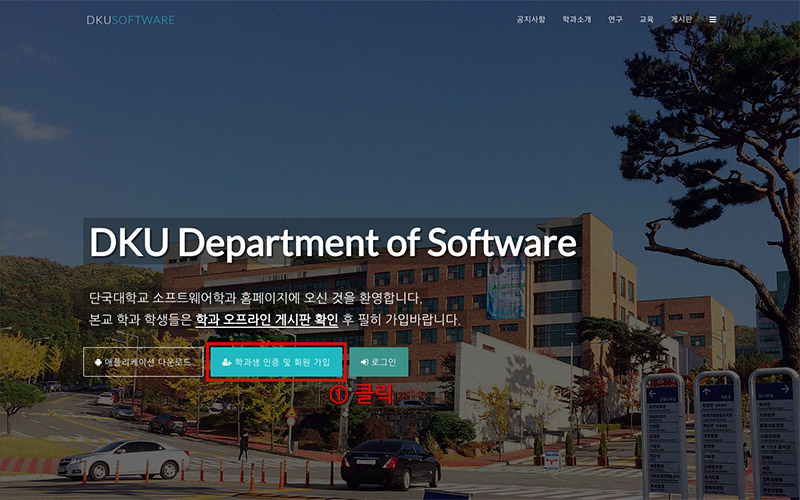 DKUSOFTWARE
공지사항 학과소개 연구 교육 게시판
DKU Department of Software
단국대학교 소프트웨어학과 홈페이지에 오신 것을 환영합니다.
본교 학과 학생들은 학과 오프라인 게시판 확인 후 필히 가입바랍니다.
애플리케이션 다운로드
학과생 인증 및 회원 가입
로그인
① 클릭